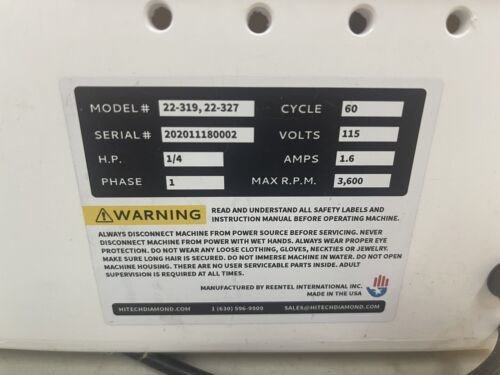 MODEL# 22-319, 22-327 CYCLE 60
SERIAL# 202011180002 VOLTS 115
H.P. 1/4 AMPS 1.6
PHASE 1 MAX R.P.M. 3,600
WARNING READ AND UNDERSTAND ALL SAFETY LABELS AND
INSTRUCTION MANUAL BEFORE OPERATING MACHINE.
ALWAYS DISCONNECT MACHINE FROM POWER SOURCE BEFORE SERVICING. NEVER
DISCONNECT MACHINE FROM POWER WITH WET HANDS. ALWAYS WEAR PROPER EYE
PROTECTION. DO NOT WEAR ANY LOOSE CLOTHING, GLOVES, NECKTIES OR JEWELRY.
MAKE SURE LONG HAIR IS SECURED. DO NOT IMMERSE MACHINE IN WATER. DO NOT OPEN
MACHINE HOUSING. THERE ARE NO USER SERVICEABLE PARTS INSIDE. ADULT
SUPERVISION IS REQUIRED AT ALL TIMES.
MANUFACTURED BY REENTEL INTERNATIONAL INC.
MADE IN THE USA
HITECHDIAMOND.COM 1 (630) 596-9909 SALES@HITECHDIAMOND.COM